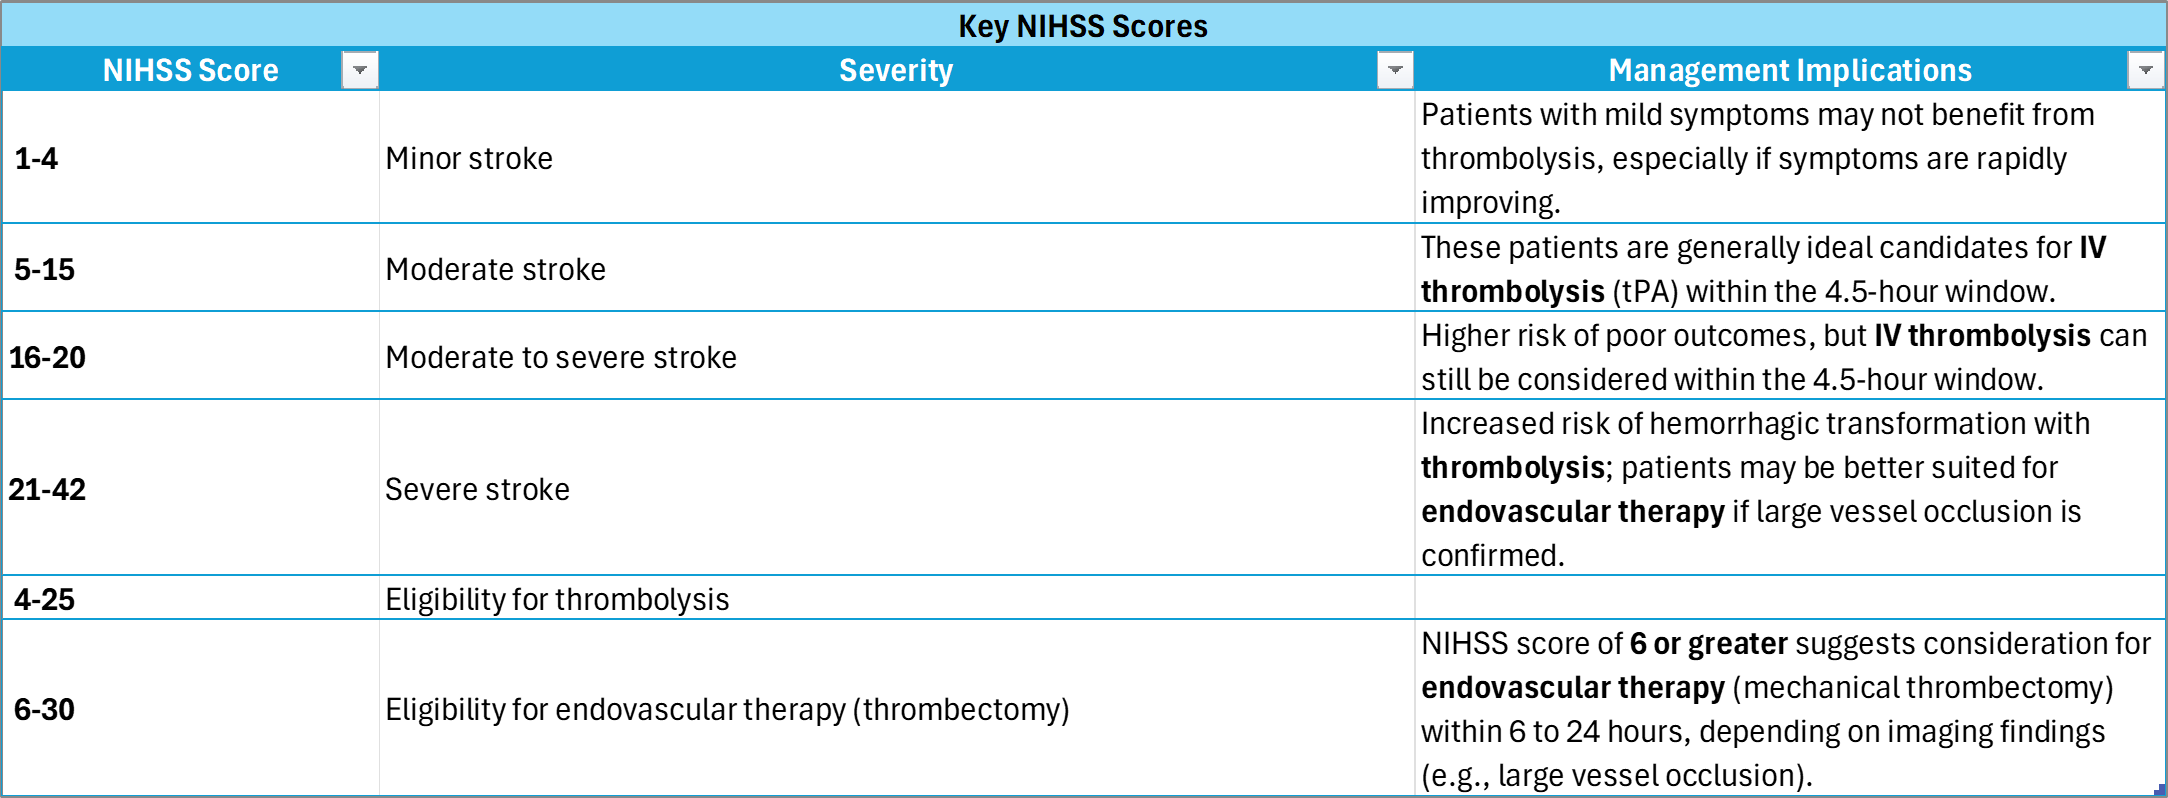 Key NIHSS Scores
NIHSS Score Severity Management Implications
1-4 Minor stroke Patients with mild symptoms may not benefit from
thrombolysis, especially if symptoms are rapidly
improving.
5-15 Moderate stroke These patients are generally ideal candidates for IV
thrombolysis (tPA) within the 4.5-hour window.
16-20 Moderate to severe stroke Higher risk of poor outcomes, but IV thrombolysis can
still be considered within the 4.5-hour window.
21-42 Severe stroke Increased risk of hemorrhagic transformation with
thrombolysis; patients may be better suited for
endovascular therapy if large vessel occlusion is
confirmed.
4-25 Eligibility for thrombolysis
6-30 Eligibility for endovascular therapy (thrombectomy) NIHSS score of 6 or greater suggests consideration for
endovascular therapy (mechanical thrombectomy)
within 6 to 24 hours, depending on imaging findings
(e.g., large vessel occlusion).